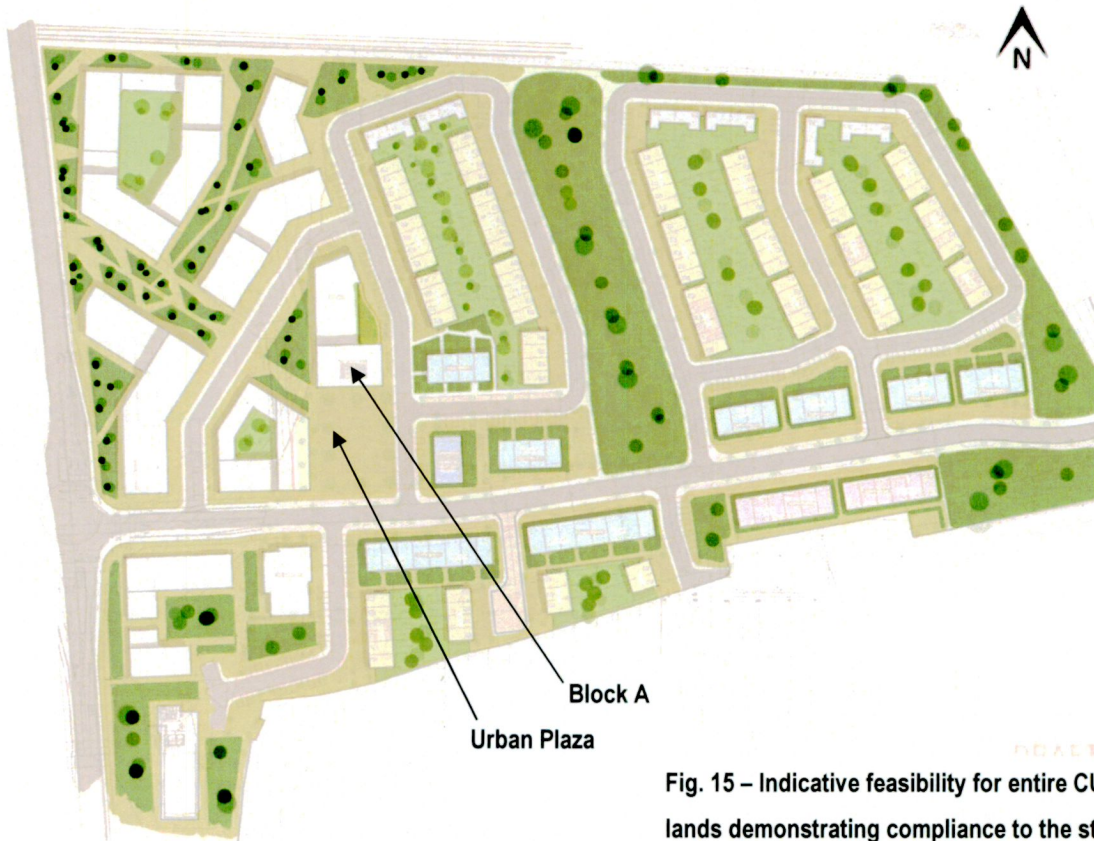 N
Block A
Urban Plaza
Fig. 15 – Indicative feasibility for entire CU
lands demonstrating compliance to the st